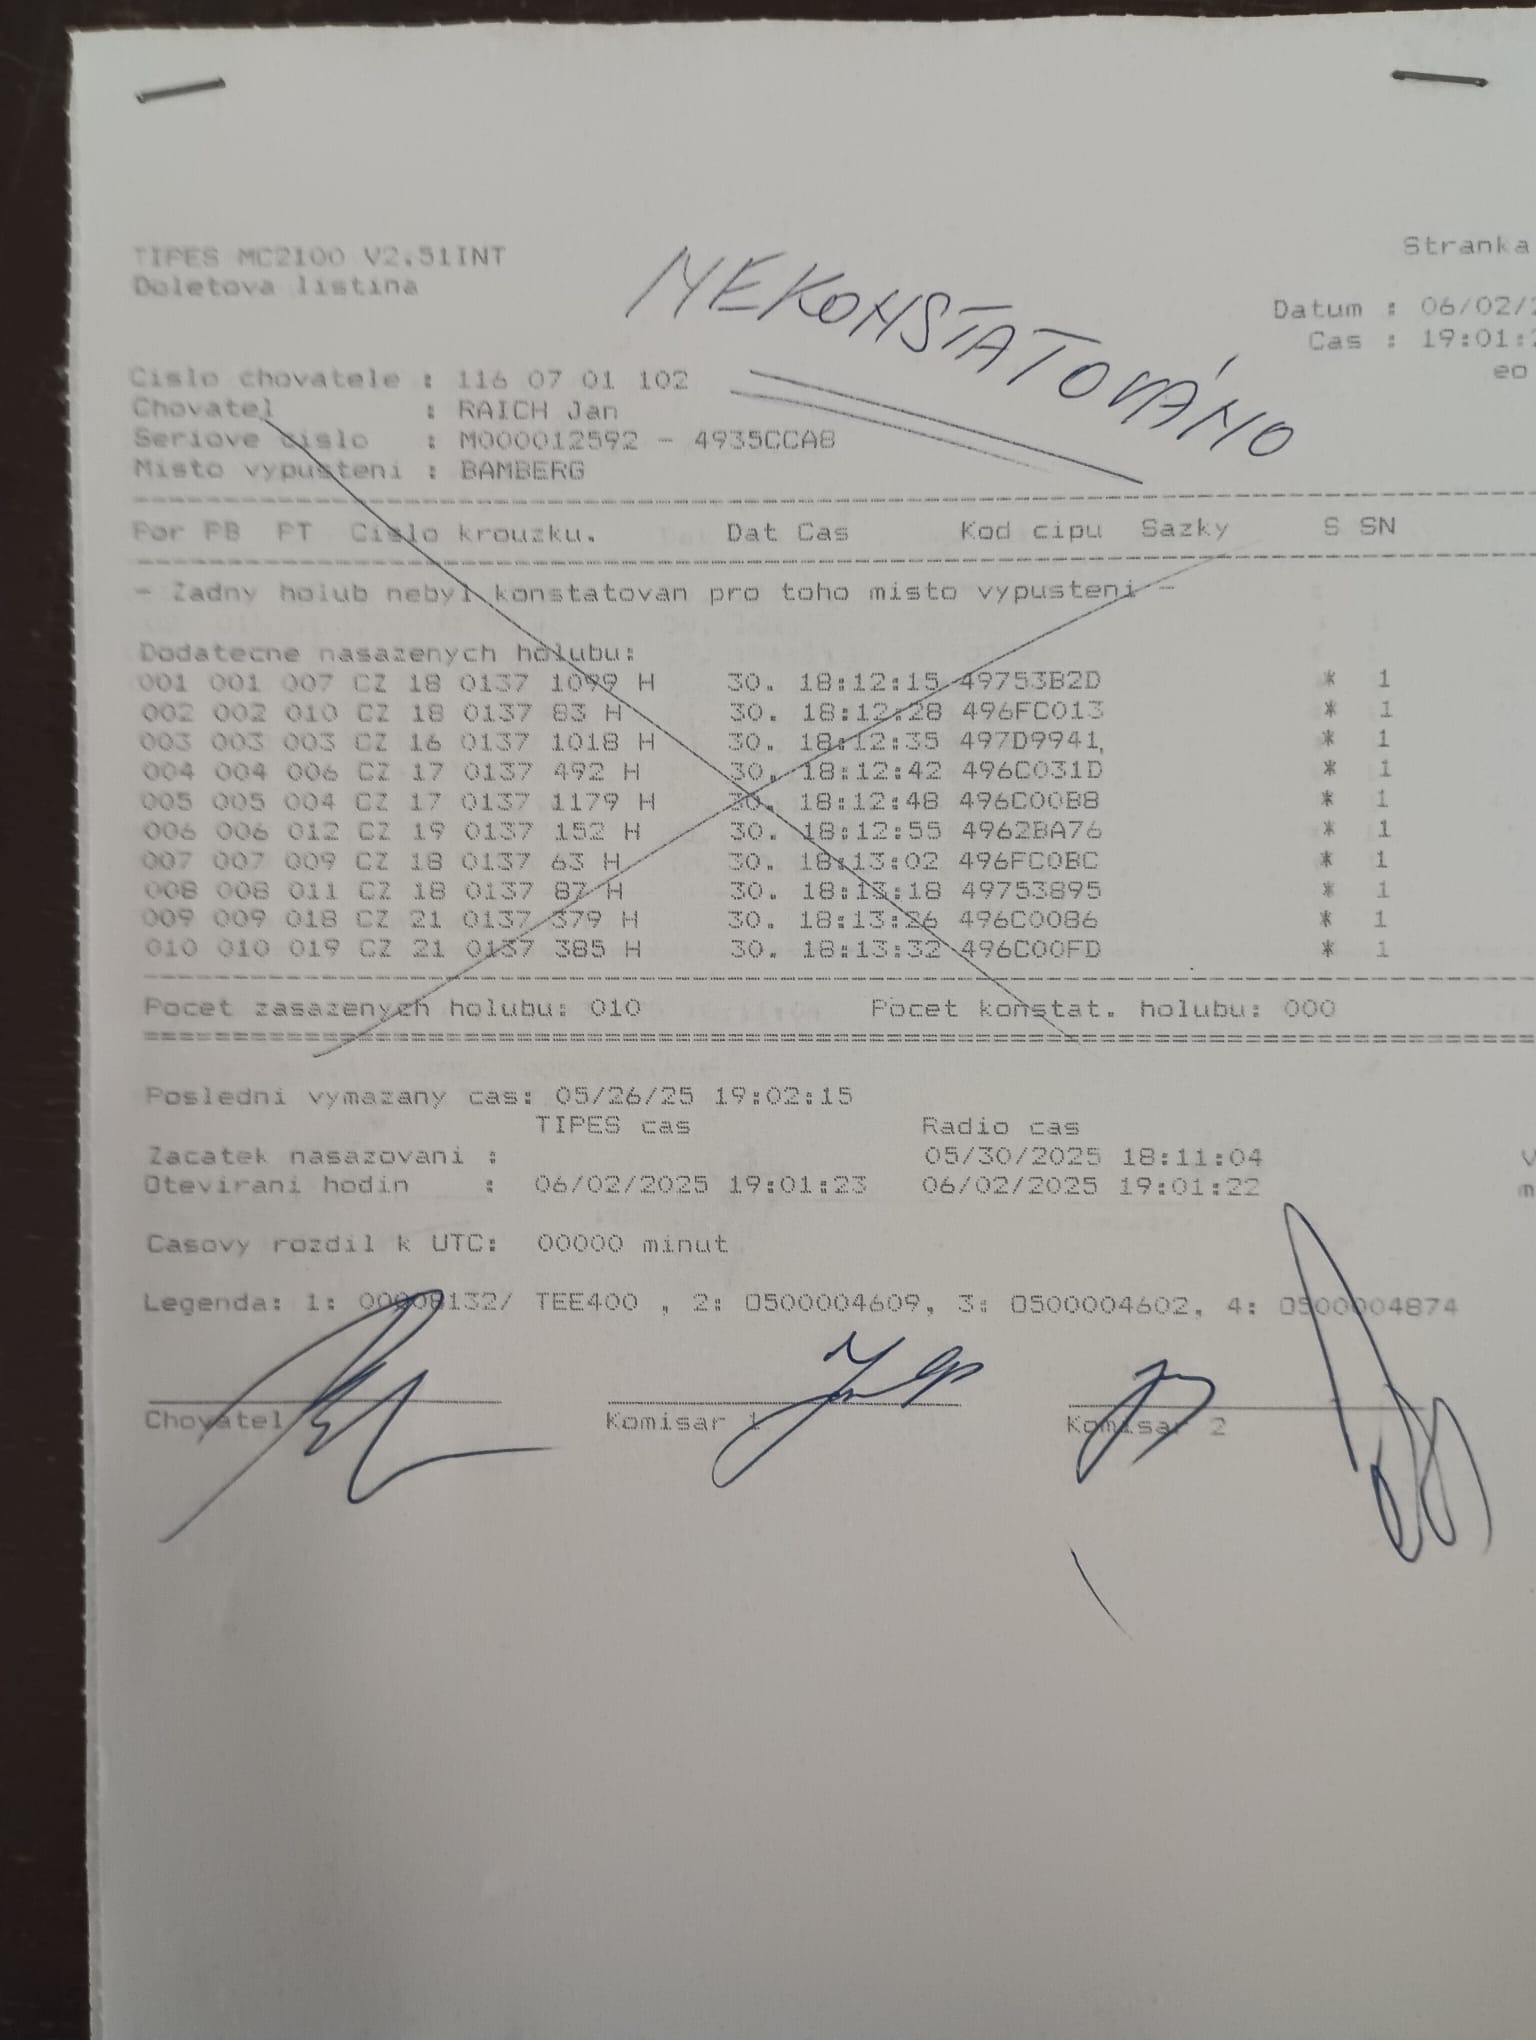 TIPES MC2100 V2.51INT
Stranka
Doletova listina
NEKONSTATOVÁNO
Datum : 06/02/2
Cas : 19:01:2
eo
Cislo chovatele : 116 07 01 102
Chovatel : RAICH Jan
Seriove cislo : M000012592 - 4935CCA8
Misto vypusteni : BAMBERG
Por PB PT Cislo krouzku. Dat Cas Kod cipu Sazky S SN
- Zadny holub nebyl konstatovan pro toho misto vypusteni -
Dodatecne nasazenych holubu:
001 001 007 CZ 18 0137 1099 H 30. 18:12:15 49753B2D * 1
002 002 010 CZ 18 0137 83 H 30. 18:12:28 496FC013 * 1
003 003 003 CZ 16 0137 1018 H 30. 18:12:35 497D9941 * 1
004 004 006 CZ 17 0137 492 H 30. 18:12:42 496C031D * 1
005 005 004 CZ 17 0137 1179 H 30. 18:12:48 496C00B8 * 1
006 006 012 CZ 19 0137 152 H 30. 18:12:55 4962BA76 * 1
007 007 009 CZ 18 0137 63 H 30. 18:13:02 496FC0BC * 1
008 008 011 CZ 18 0137 87 H 30. 18:13:18 49753895 * 1
009 009 018 CZ 21 0137 379 H 30. 18:13:26 496C0086 * 1
010 010 019 CZ 21 0137 385 H 30. 18:13:32 496C00FD * 1
Pocet zasazenych holubu: 010 Pocet konstat. holubu: 000
Posledni vymazany cas: 05/26/25 19:02:15
TIPES cas Radio cas
Zacatek nasazovani : 05/30/2025 18:11:04 V
Otevirani hodin : 06/02/2025 19:01:23 06/02/2025 19:01:22 m
Casovy rozdil k UTC: 00000 minut
Legenda: 1: 00008132/ TEE400 , 2: 0500004609, 3: 0500004602, 4: 0500004874
Chovatel Komisar 1 Komisar 2